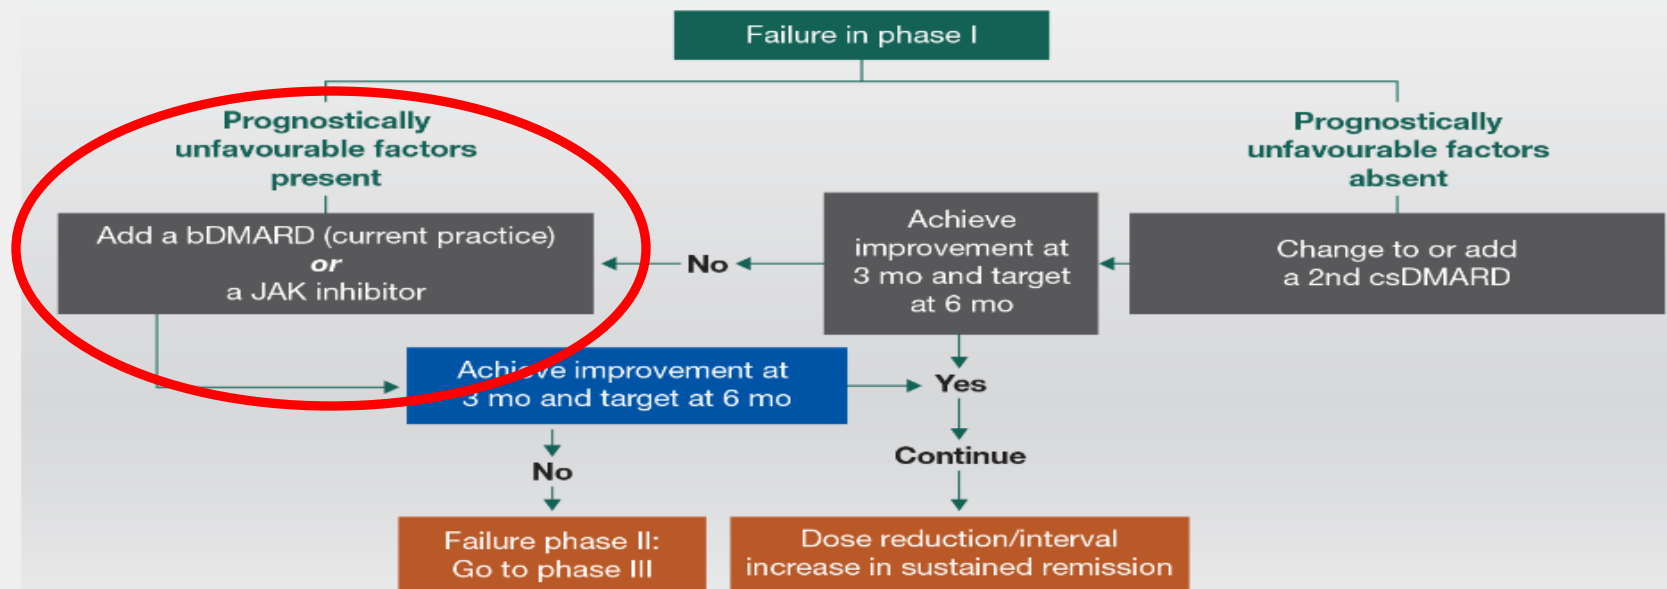 Failure in phase I
Prognostically
unfavourable factors
present
Prognostically
unfavourable factors
absent
Add a bDMARD (current practice)
or
a JAK inhibitor
No
Achieve
improvement at
3 mo and target
at 6 mo
Change to or add
a 2nd csDMARD
Achieve improvement at
3 mo and target at 6 mo
Yes
No
Continue
Failure phase II:
Go to phase III
Dose reduction/interval
increase in sustained remission